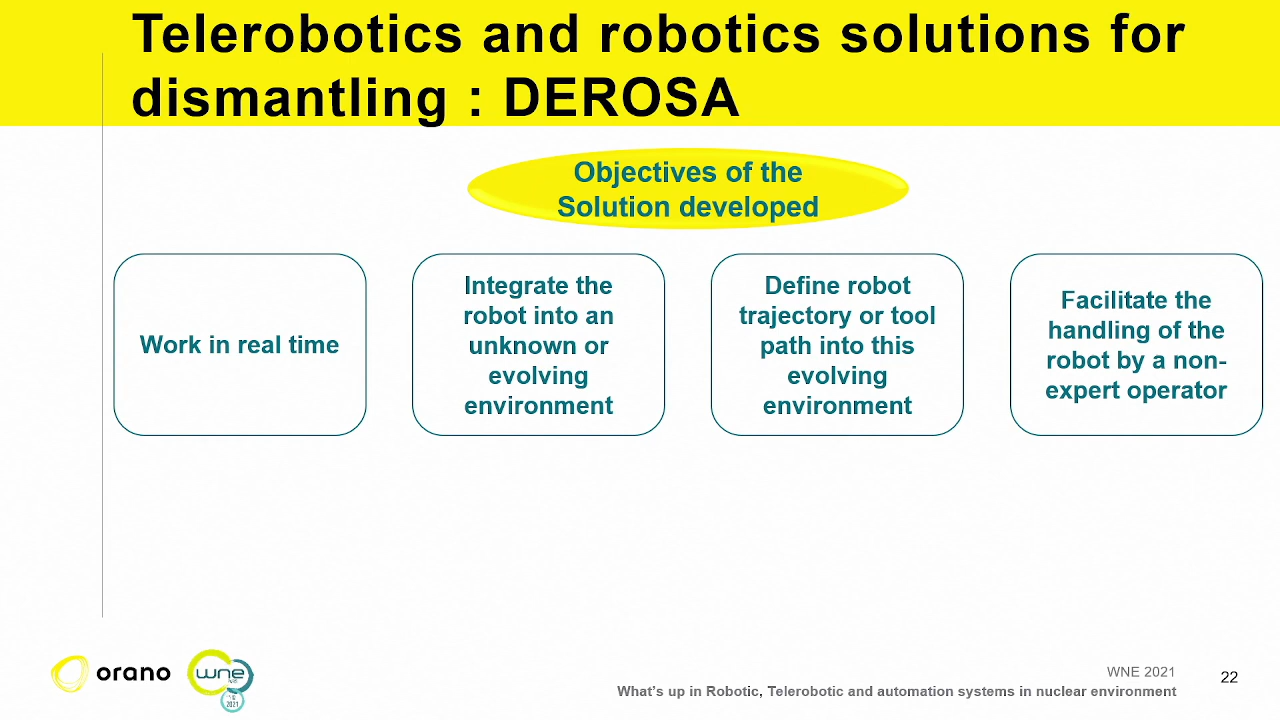 Telerobotics and robotics solutions for
dismantling : DEROSA
Objectives of the
Solution developed
Work in real time
Integrate the
robot into an
unknown or
evolving
environment
Define robot
trajectory or tool
path into this
evolving
environment
Facilitate the
handling of the
robot by a non-
expert operator
orano
wne
2021
WNE 2021
What's up in Robotic, Telerobotic and automation systems in nuclear environment
22